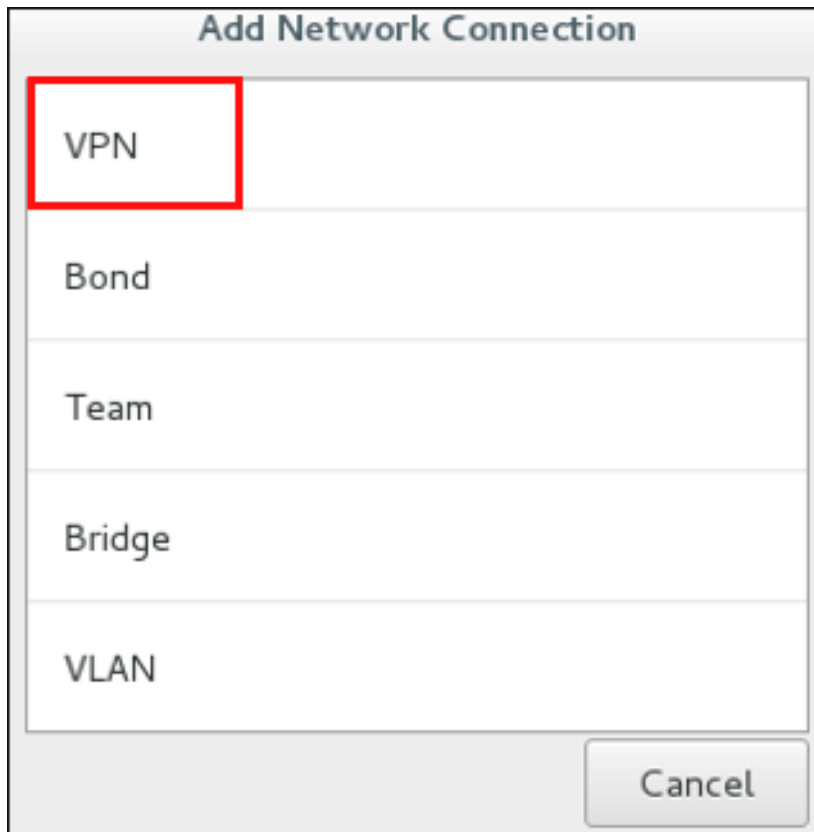 Add Network Connection
VPN
Bond
Team
Bridge
VLAN
Cancel